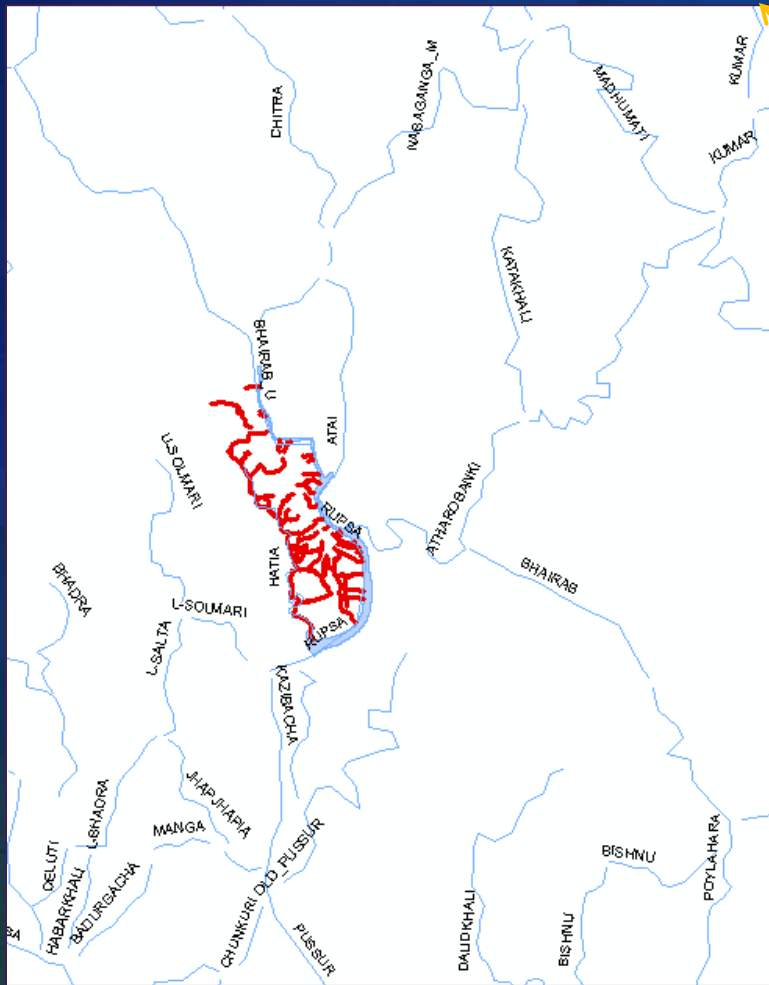 KUMAR
CHITRA
NABAGANGA_M
MADHUMATI
KUMAR
KATAKHALI
BHAIRAB_U
ATAI
U-SOLMARI
ATHAROBANKI
RUPSA
HATIA
BHAIRAB
BHADRA
L-SOLMARI
L-SALTA
RUPSA
KAZIBACHA
JHAPJHAPIA
L-BHADRA
MANGA
DELUTI
BISHNU
POYLAHARA
HABARKHALI
BADURGACHA
OLD_PUSSUR
CHUNKURI
PUSSUR
DAUDKHALI
BISHNU